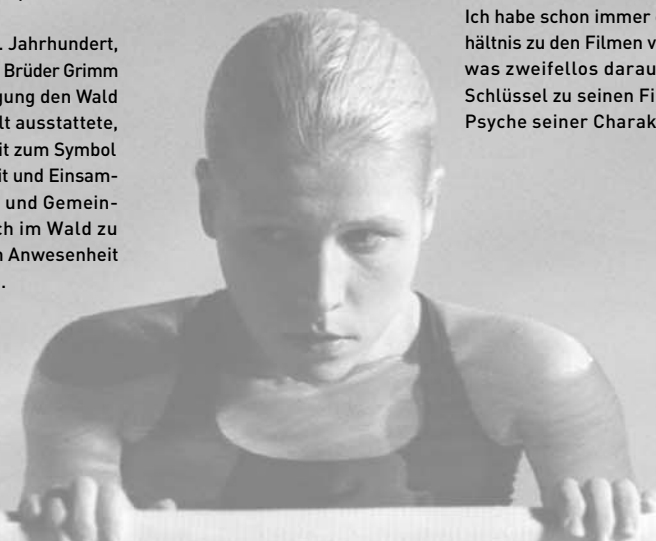 . Jahrhundert,
Brüder Grimm
gung den Wald
lt ausstattete,
it zum Symbol
it und Einsam-
und Gemein-
ch im Wald zu
n Anwesenheit
.
Ich habe schon immer
hältnis zu den Filmen v
was zweifellos darau
Schlüssel zu seinen Fi
Psyche seiner Charak